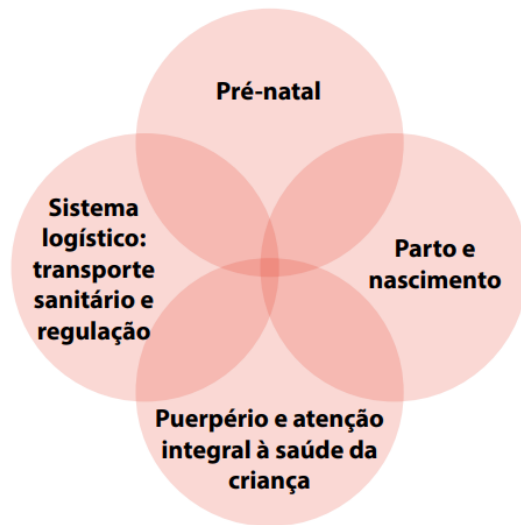 Pré-natal
Sistema
logístico:
transporte
sanitário e
regulação
Parto e
nascimento
Puerpério e atenção
integral à saúde da
criança